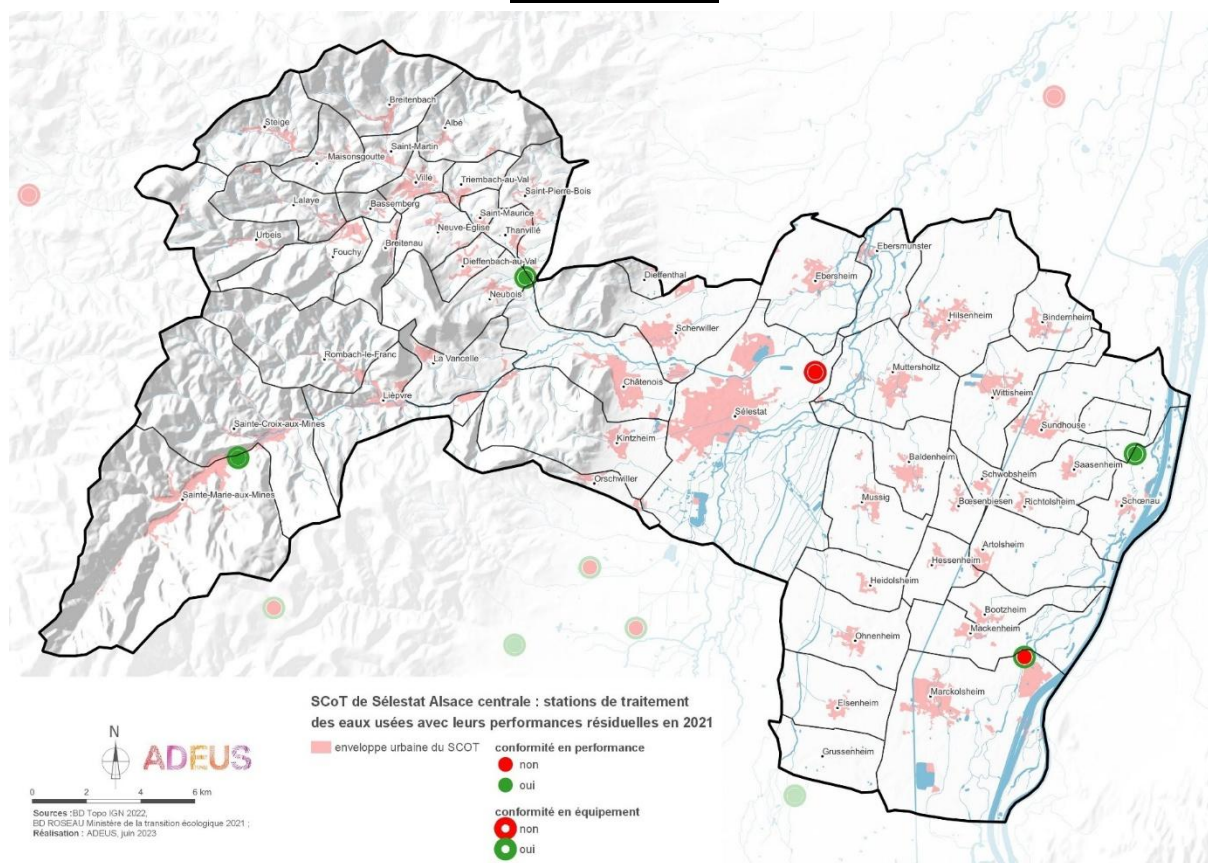 Breitenbach
Steige
Albé
Saint-Martin
Maisonsgoutte
Villé
Triembach-au-Val
Saint-Pierre-Bois
Lalaye
Bassemberg
Saint-Maurice
Neuve-Eglise
Thanvillé
Urbeis
Breitenau
Fouchy
Dieffenbach-au-Val
Neubois
Dieffenthal
Ebersmunster
Ebersheim
Scherwiller
Hilsenheim
Bindernheim
Rombach-le-Franc
La Vancelle
Châtenois
Muttersholtz
Lièpvre
Wittisheim
Sélestat
Sainte-Croix-aux-Mines
Kintzheim
Sundhouse
Baldenheim
Saasenheim
Schwobsheim
Orschwiller
Sainte-Marie-aux-Mines
Mussig
Bœsenbiesen
Richtolsheim
Schœnau
Artolsheim
Hessenheim
Heidolsheim
Bootzheim
Mackenheim
Ohnenheim
Marckolsheim
Elsenheim
Grussenheim
SCoT de Sélestat Alsace centrale : stations de traitement
des eaux usées avec leurs performances résiduelles en 2021
enveloppe urbaine du SCOT
conformité en performance
non
oui
conformité en équipement
non
oui
N
ADEUS
0 2 4 6 km
Sources :BD Topo IGN 2022,
BD ROSEAU Ministère de la transition écologique 2021 ;
Réalisation : ADEUS, juin 2023